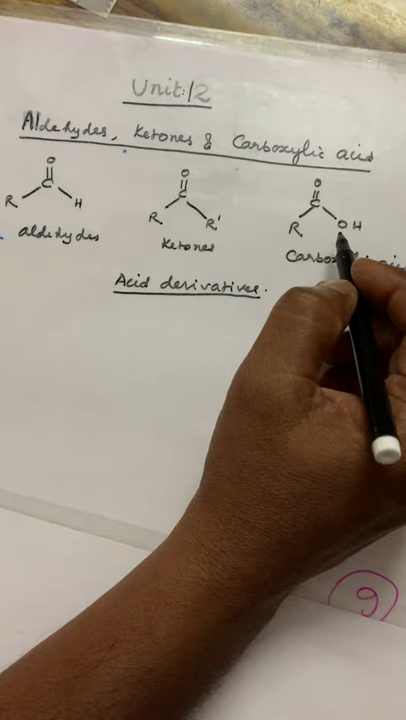 Unit:12
Aldehydes, Ketones & Carboxylic acid
O O O
C C C
R H R R' R OH
aldehydes Ketones
Acid derivatives.
9